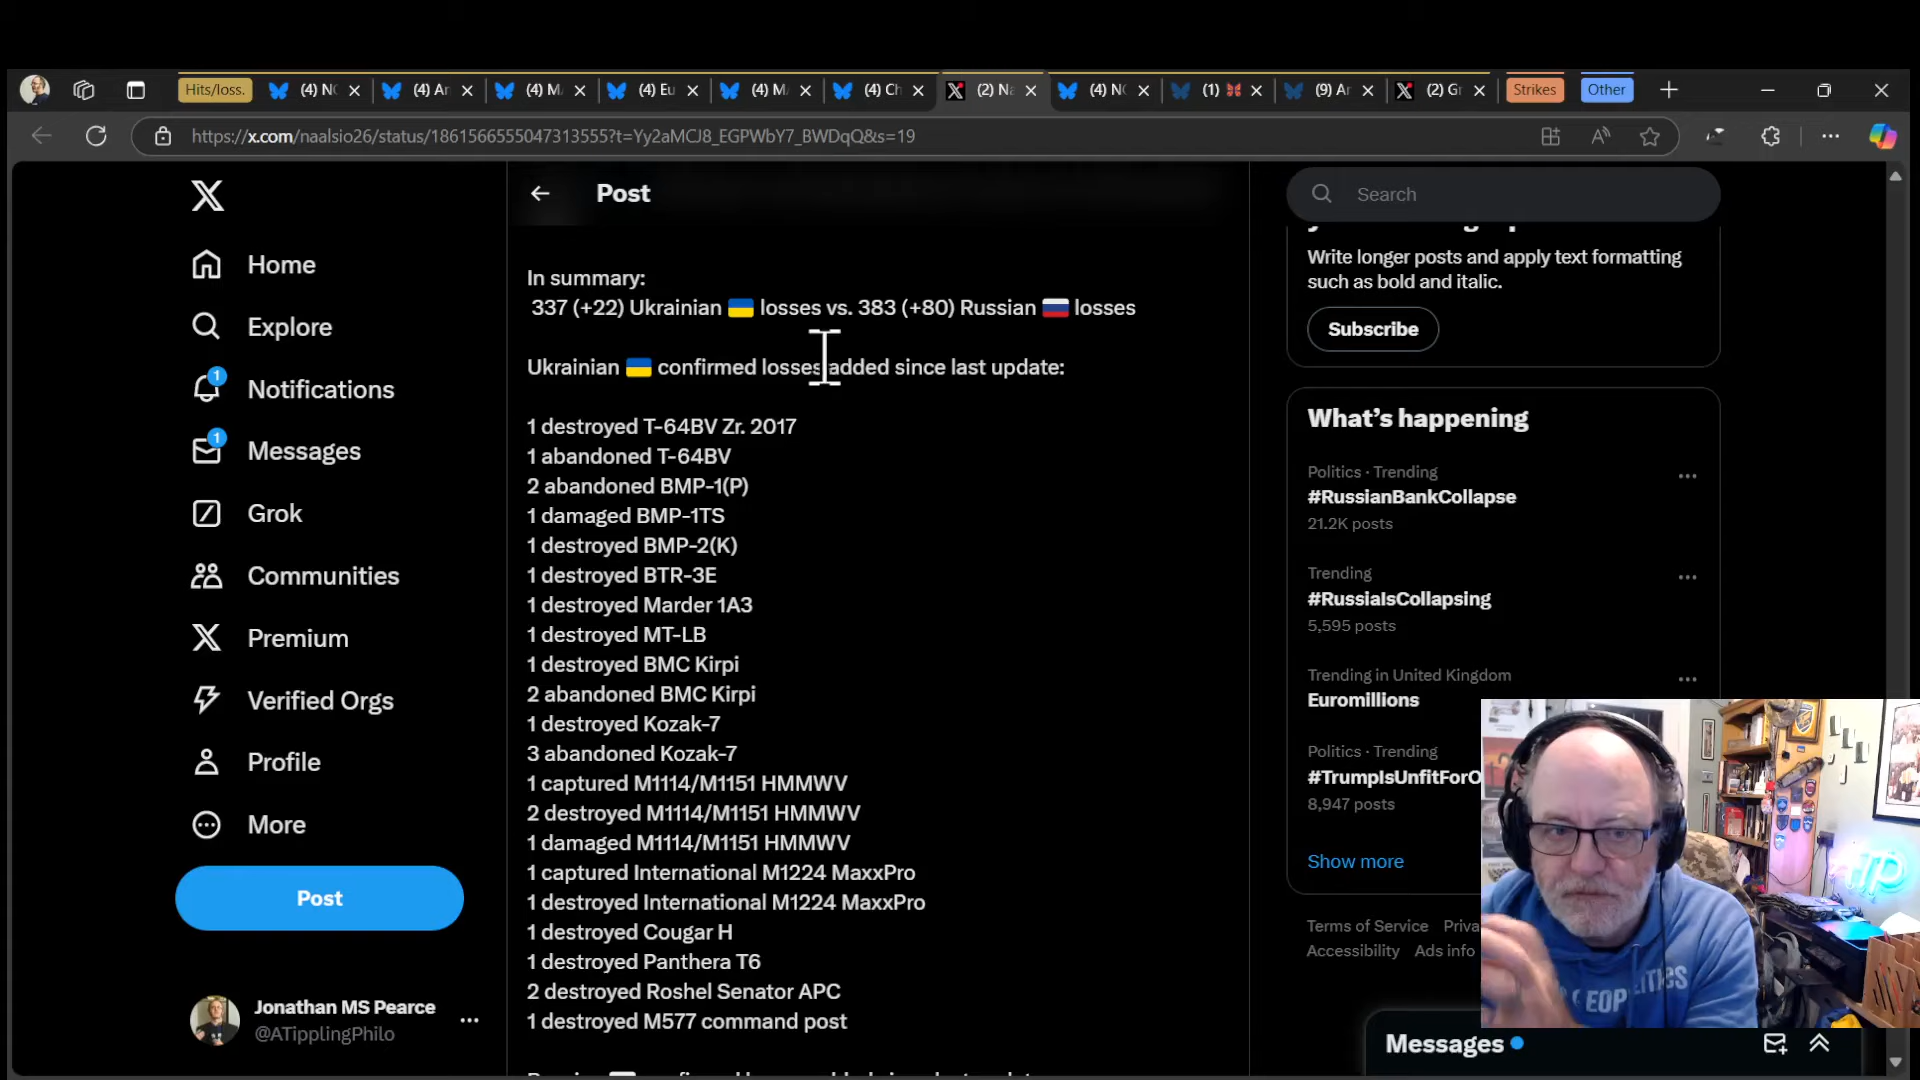 Hits/loss.
(4) NC
(4) Ar
(4) M
(4) Eu
(4) M
(4) Ch
(2) Na
(4) NC
(1)
(9) Ar
(2) G
Strikes
Other
https://x.com/naalsio26/status/1861566555047313555?t=Yy2aMCJ8_EGPWbY7_BWDqQ&s=19
Home
Explore
1
Notifications
1
Messages
Grok
Communities
Premium
Verified Orgs
Profile
More
Post
Jonathan MS Pearce
@ATipplingPhilo
Post
In summary:
337 (+22) Ukrainian 🇺🇦 losses vs. 383 (+80) Russian 🇷🇺 losses
Ukrainian 🇺🇦 confirmed losses added since last update:
1 destroyed T-64BV Zr. 2017
1 abandoned T-64BV
2 abandoned BMP-1(P)
1 damaged BMP-1TS
1 destroyed BMP-2(K)
1 destroyed BTR-3E
1 destroyed Marder 1A3
1 destroyed MT-LB
1 destroyed BMC Kirpi
2 abandoned BMC Kirpi
1 destroyed Kozak-7
3 abandoned Kozak-7
1 captured M1114/M1151 HMMWV
2 destroyed M1114/M1151 HMMWV
1 damaged M1114/M1151 HMMWV
1 captured International M1224 MaxxPro
1 destroyed International M1224 MaxxPro
1 destroyed Cougar H
1 destroyed Panthera T6
2 destroyed Roshel Senator APC
1 destroyed M577 command post
Search
Write longer posts and apply text formatting
such as bold and italic.
Subscribe
What's happening
Politics · Trending
#RussianBankCollapse
21.2K posts
Trending
#RussiaIsCollapsing
5,595 posts
Trending in United Kingdom
Euromillions
Politics · Trending
#TrumpIsUnfitForO
8,947 posts
Show more
Terms of Service Priva
Accessibility Ads info
Messages